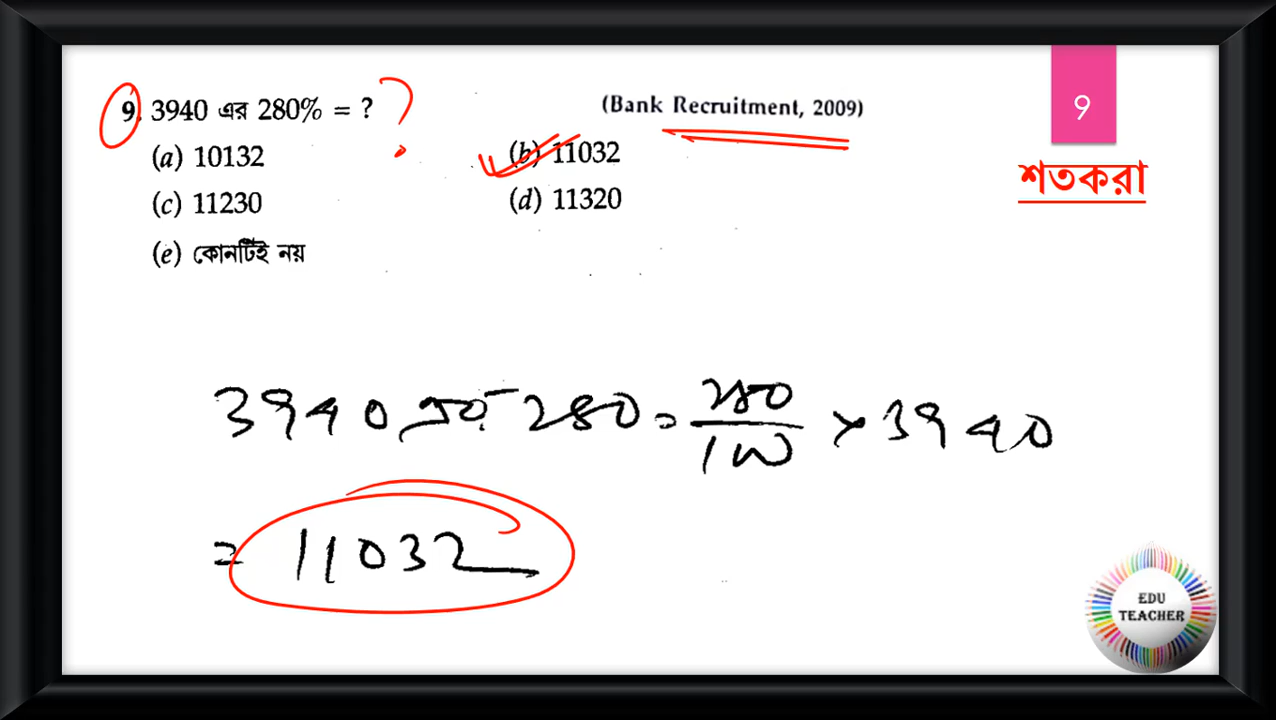 9. 3940 এর 280% = ?
(Bank Recruitment, 2009)
(a) 10132
(b) 11032
(c) 11230
(d) 11320
(e) কোনটিই নয়
9
শতকরা
3940 এর 280 = 280/100 × 3940
= 11032
EDU
TEACHER